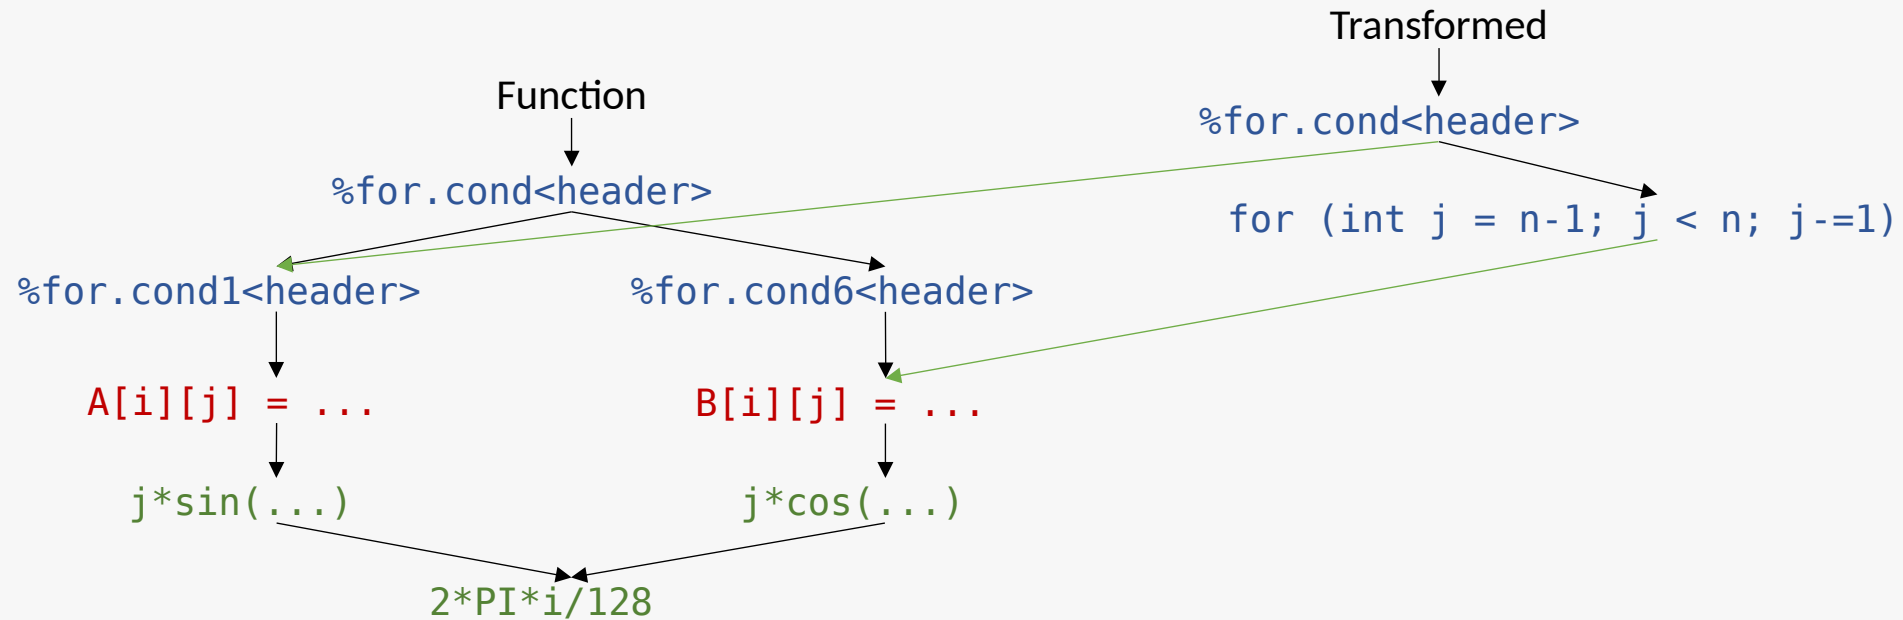 Transformed
Function
%for.cond<header>
%for.cond<header>
for (int j = n-1; j < n; j-=1)
%for.cond1<header>
%for.cond6<header>
A[i][j] = ...
B[i][j] = ...
j*sin(...)
j*cos(...)
2*PI*i/128